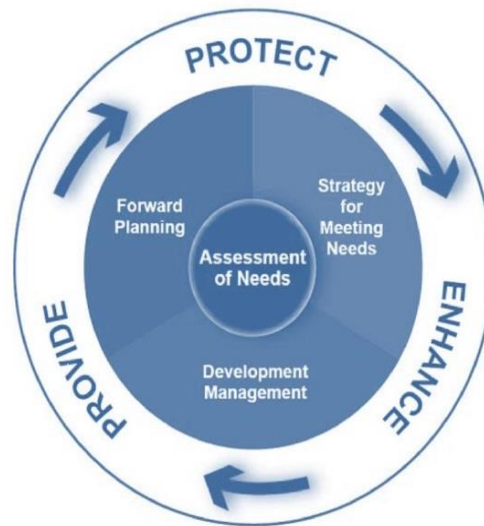 PROTECT
Forward
Planning
Strategy
for
Meeting
Needs
Assessment
of Needs
Development
Management
ENHANCE
PROVIDE